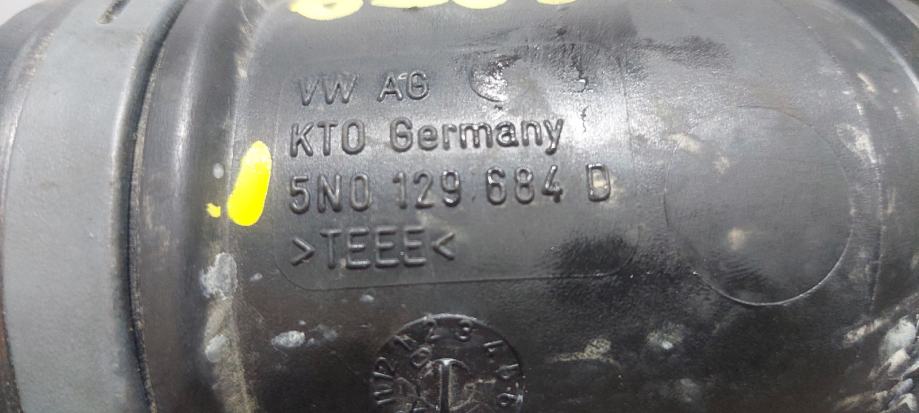 VW AG
KTO Germany
5N0 129 684 D
>TEEE<